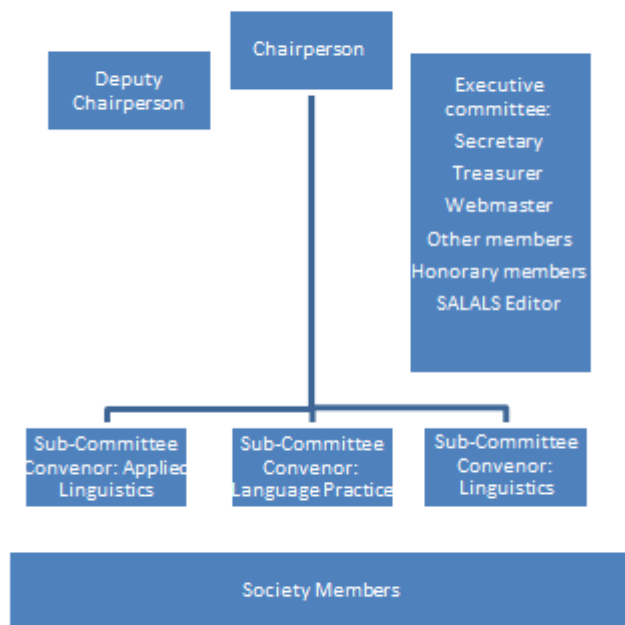 Chairperson
Deputy
Chairperson
Executive
committee:
Secretary
Treasurer
Webmaster
Other members
Honorary members
SALALS Editor
Sub-Committee
Convenor: Applied
Linguistics
Sub-Committee
Convenor:
Language Practice
Sub-Committee
Convenor:
Linguistics
Society Members